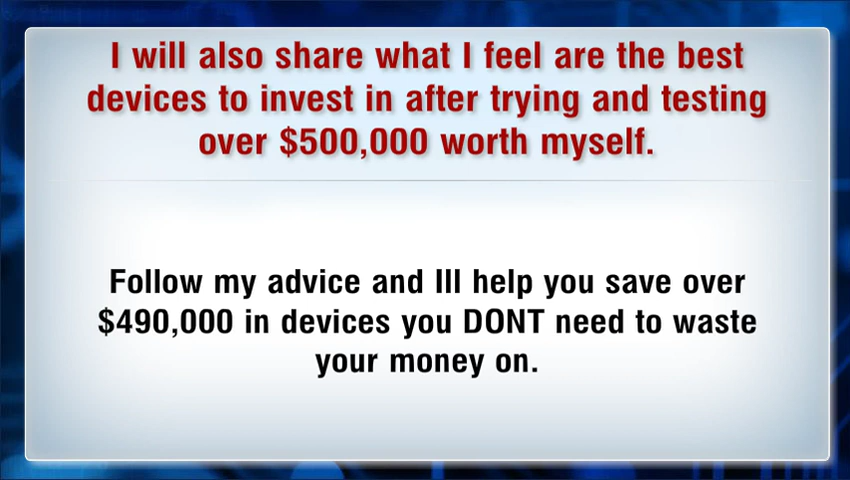 I will also share what I feel are the best
devices to invest in after trying and testing
over $500,000 worth myself.
Follow my advice and Ill help you save over
$490,000 in devices you DONT need to waste
your money on.